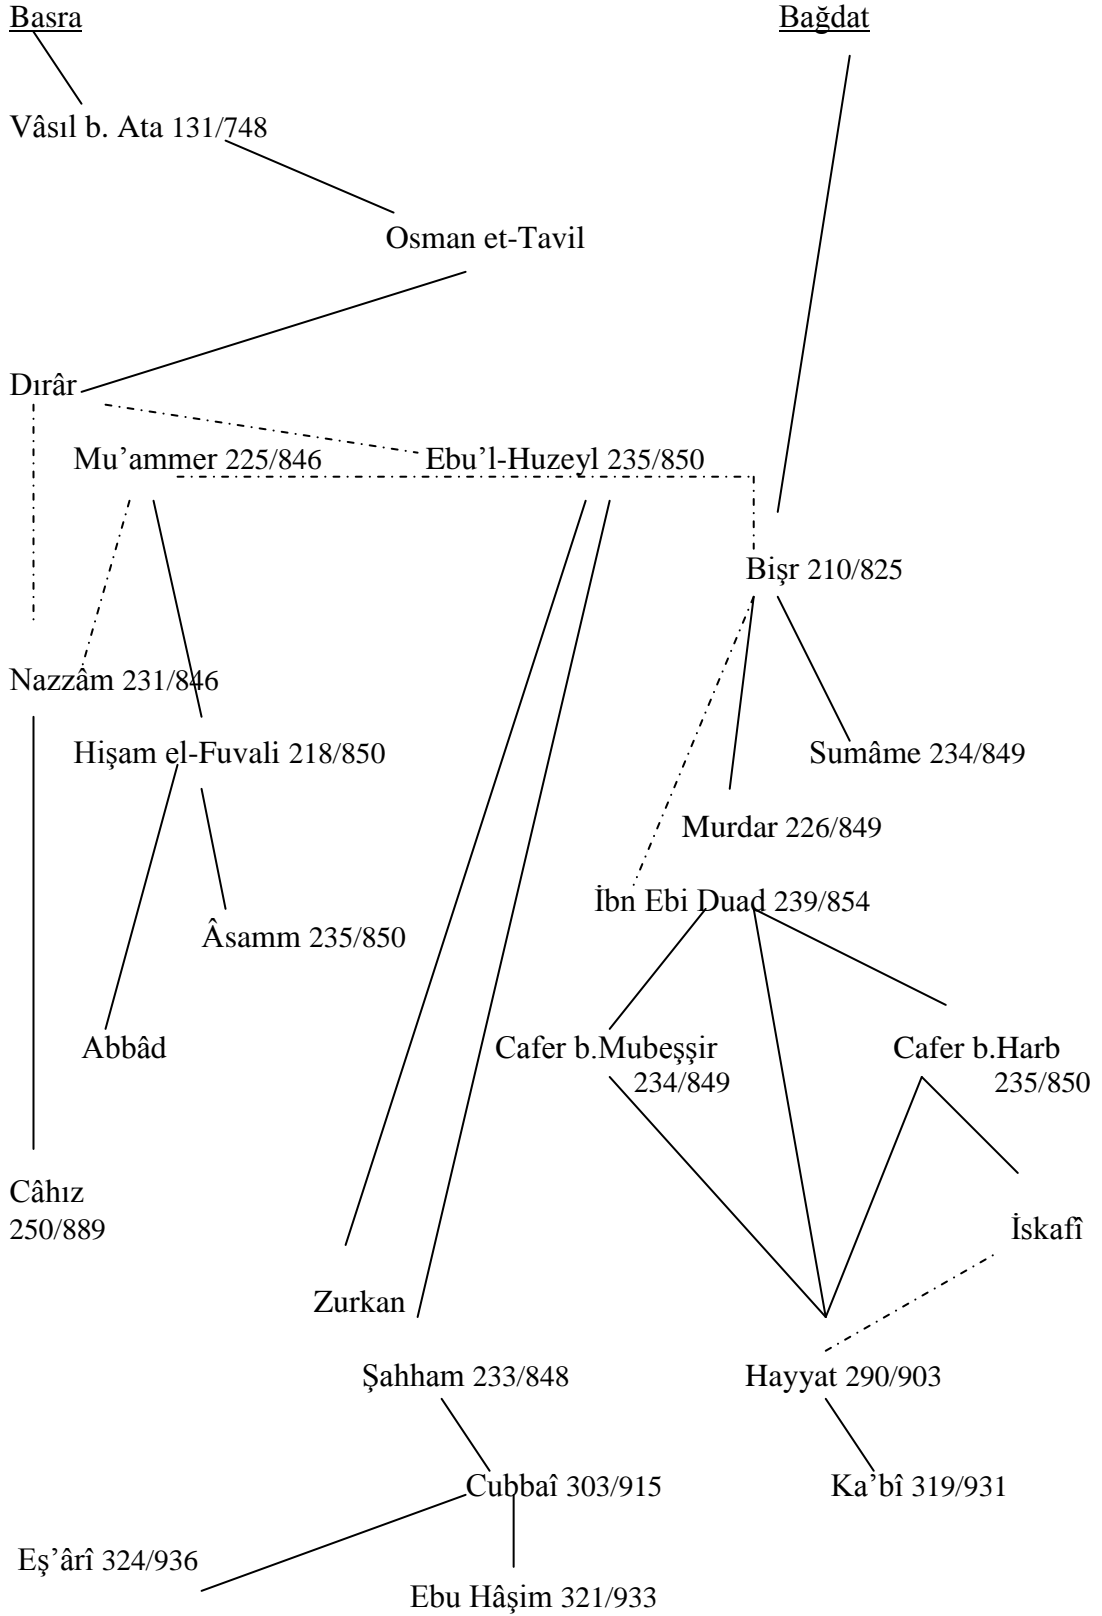 Basra
Bağdat
Vâsıl b. Ata 131/748
Osman et-Tavil
Dırâr
Mu’ammer 225/846
Ebu’l-Huzeyl 235/850
Bişr 210/825
Nazzâm 231/846
Hişam el-Fuvali 218/850
Sumâme 234/849
Murdar 226/849
İbn Ebi Duad 239/854
Âsamm 235/850
Abbâd
Cafer b.Mubeşşir
234/849
Cafer b.Harb
235/850
Câhız
250/889
İskafî
Zurkan
Şahham 233/848
Hayyat 290/903
Cubbaî 303/915
Ka’bî 319/931
Eş’ârî 324/936
Ebu Hâşim 321/933